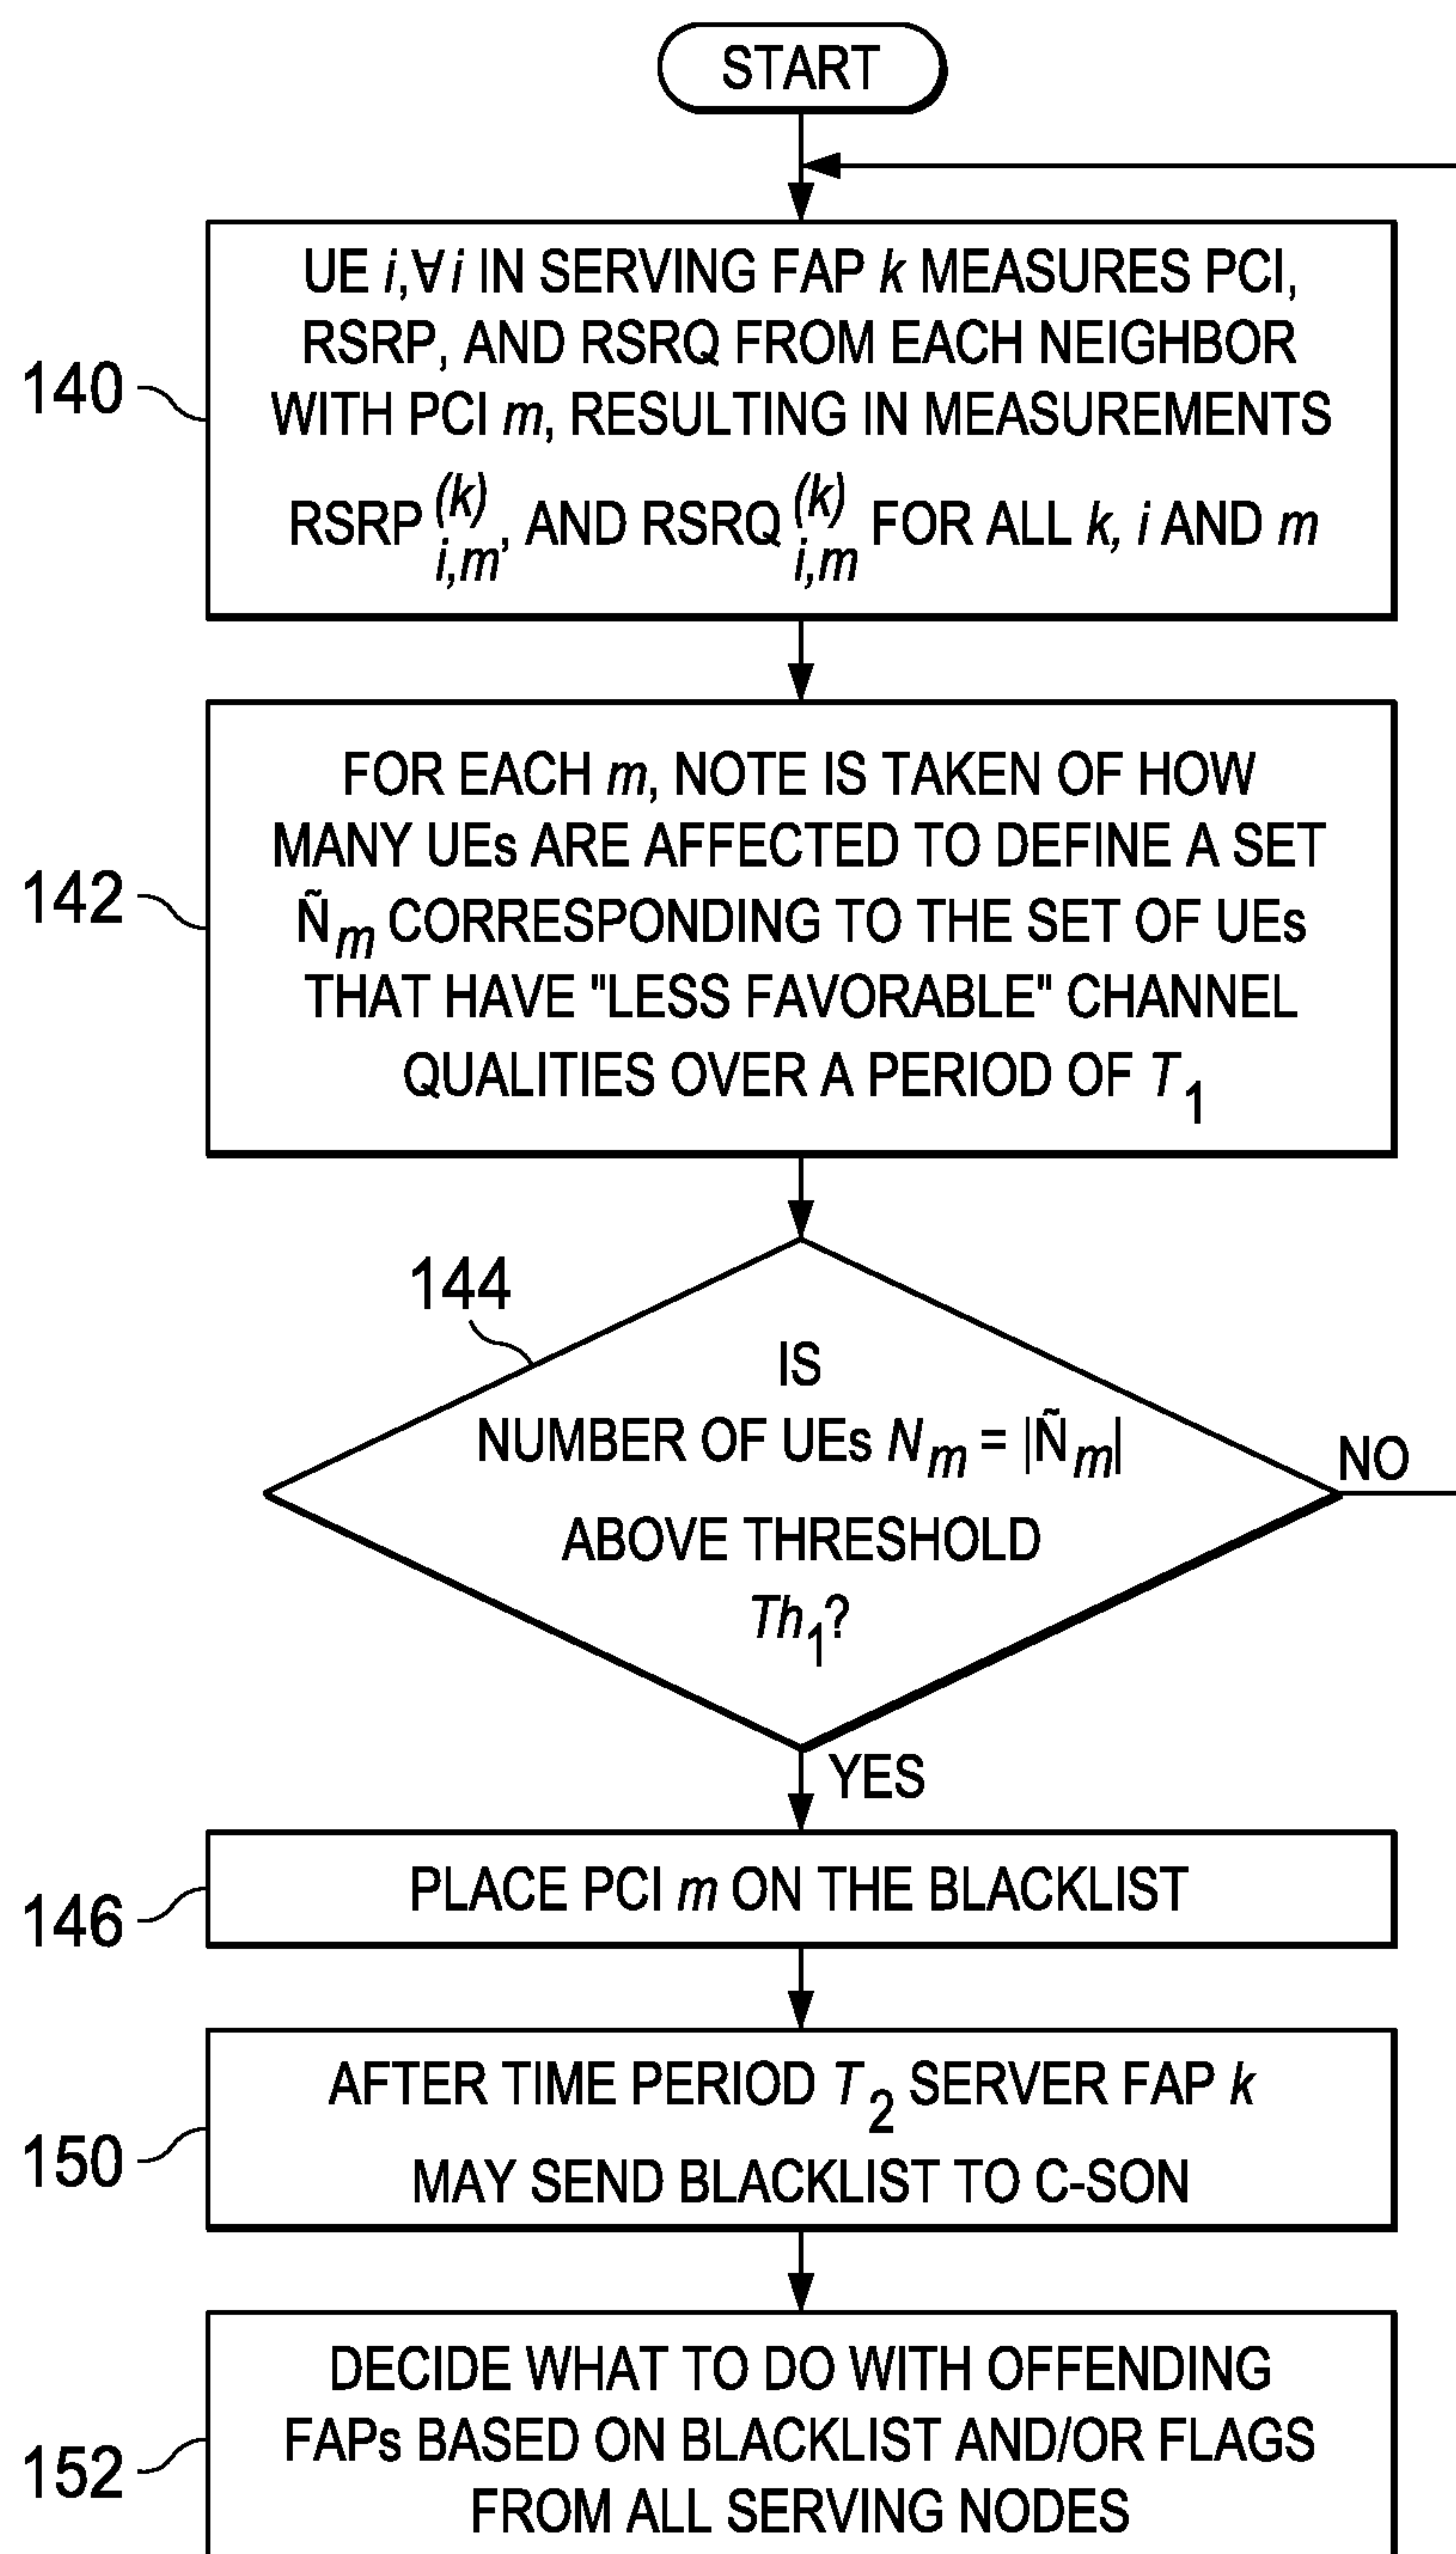 START
140
UE i,∀i IN SERVING FAP k MEASURES PCI,
RSRP, AND RSRQ FROM EACH NEIGHBOR
WITH PCI m, RESULTING IN MEASUREMENTS
RSRP (k) i,m, AND RSRQ (k) i,m FOR ALL k, i AND m
142
FOR EACH m, NOTE IS TAKEN OF HOW
MANY UEs ARE AFFECTED TO DEFINE A SET
Ñm CORRESPONDING TO THE SET OF UEs
THAT HAVE "LESS FAVORABLE" CHANNEL
QUALITIES OVER A PERIOD OF T1
144
IS
NUMBER OF UEs Nm = |Ñm|
ABOVE THRESHOLD
Th1?
NO
YES
146
PLACE PCI m ON THE BLACKLIST
150
AFTER TIME PERIOD T2 SERVER FAP k
MAY SEND BLACKLIST TO C-SON
152
DECIDE WHAT TO DO WITH OFFENDING
FAPs BASED ON BLACKLIST AND/OR FLAGS
FROM ALL SERVING NODES